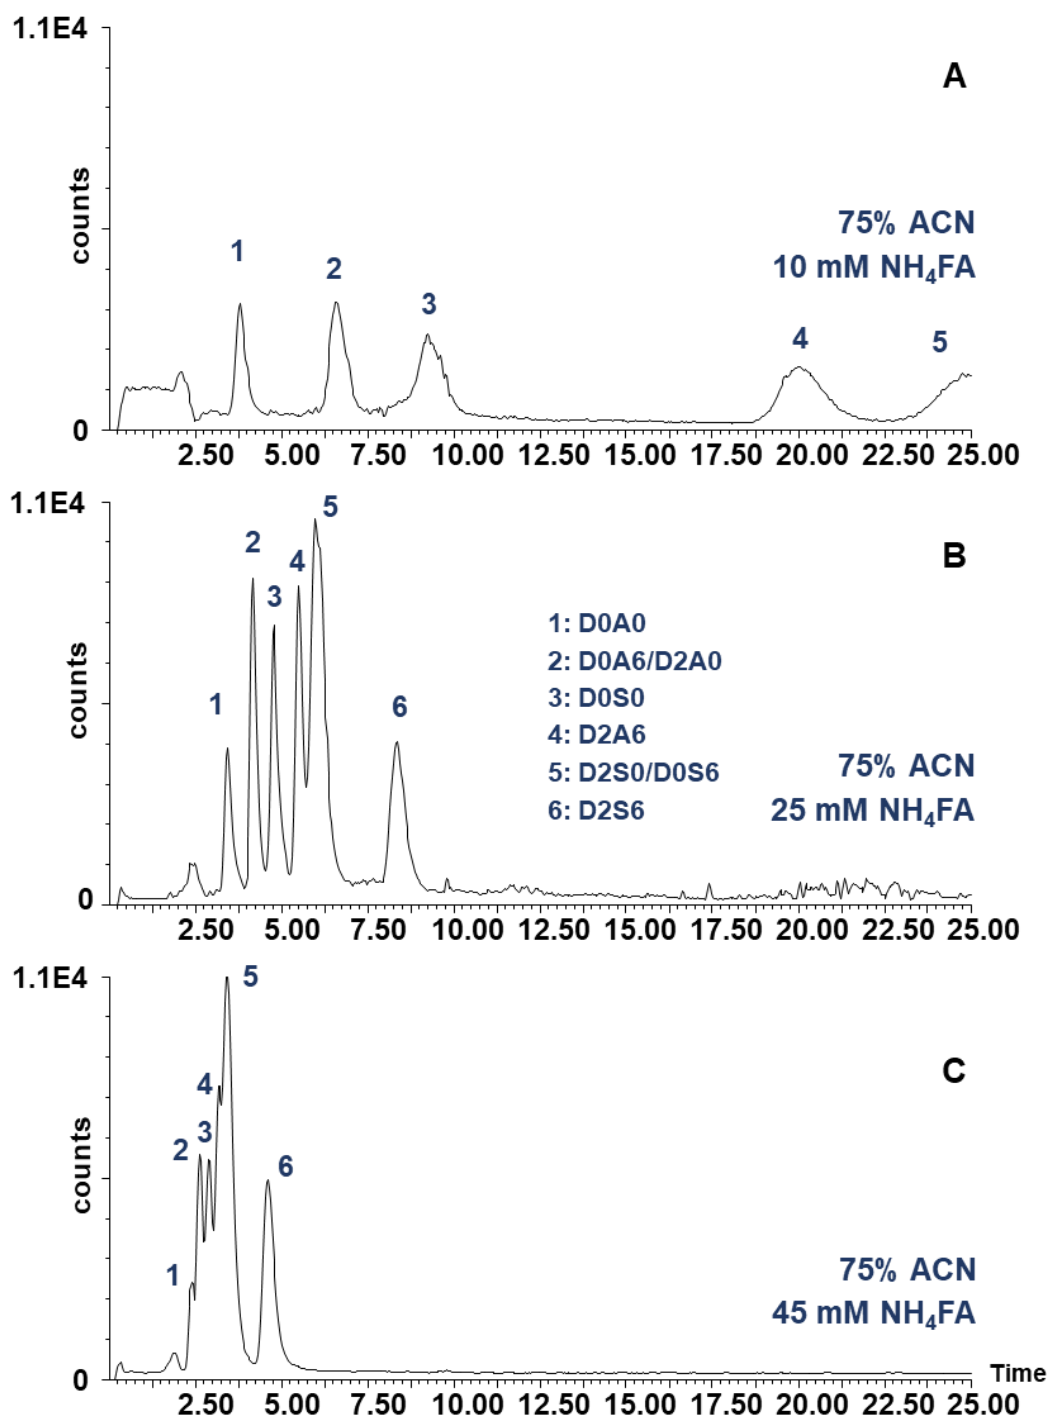 1.1E4
A
counts
75% ACN
10 mM NH₄FA
1
2
3
4
5
0
2.50 5.00 7.50 10.00 12.50 15.00 17.50 20.00 22.50 25.00
1.1E4
5
2
B
4
3
counts
1: D0A0
2: D0A6/D2A0
3: D0S0
4: D2A6
5: D2S0/D0S6
6: D2S6
1
6
75% ACN
25 mM NH₄FA
0
2.50 5.00 7.50 10.00 12.50 15.00 17.50 20.00 22.50 25.00
1.1E4
5
C
4
3
2
counts
6
1
75% ACN
45 mM NH₄FA
0
Time
2.50 5.00 7.50 10.00 12.50 15.00 17.50 20.00 22.50 25.00